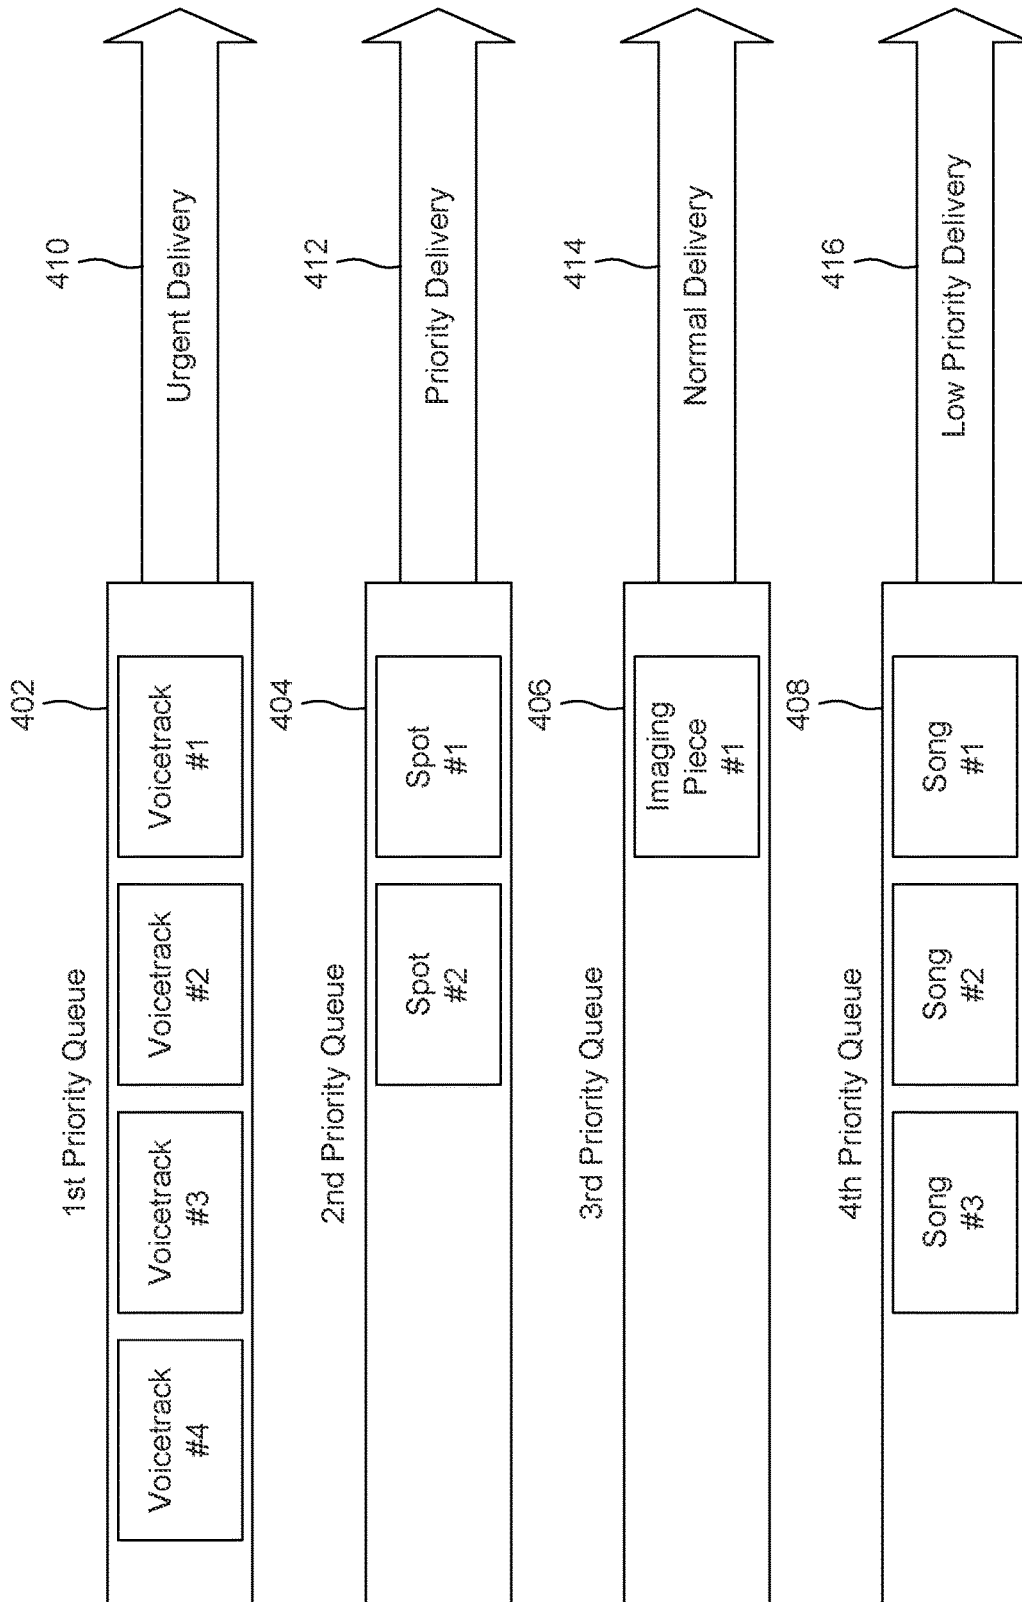 402
410
1st Priority Queue
Voicetrack
#4
Voicetrack
#3
Voicetrack
#2
Voicetrack
#1
Urgent Delivery
404
412
2nd Priority Queue
Spot
#2
Spot
#1
Priority Delivery
406
414
3rd Priority Queue
Imaging
Piece
#1
Normal Delivery
408
416
4th Priority Queue
Song
#3
Song
#2
Song
#1
Low Priority Delivery